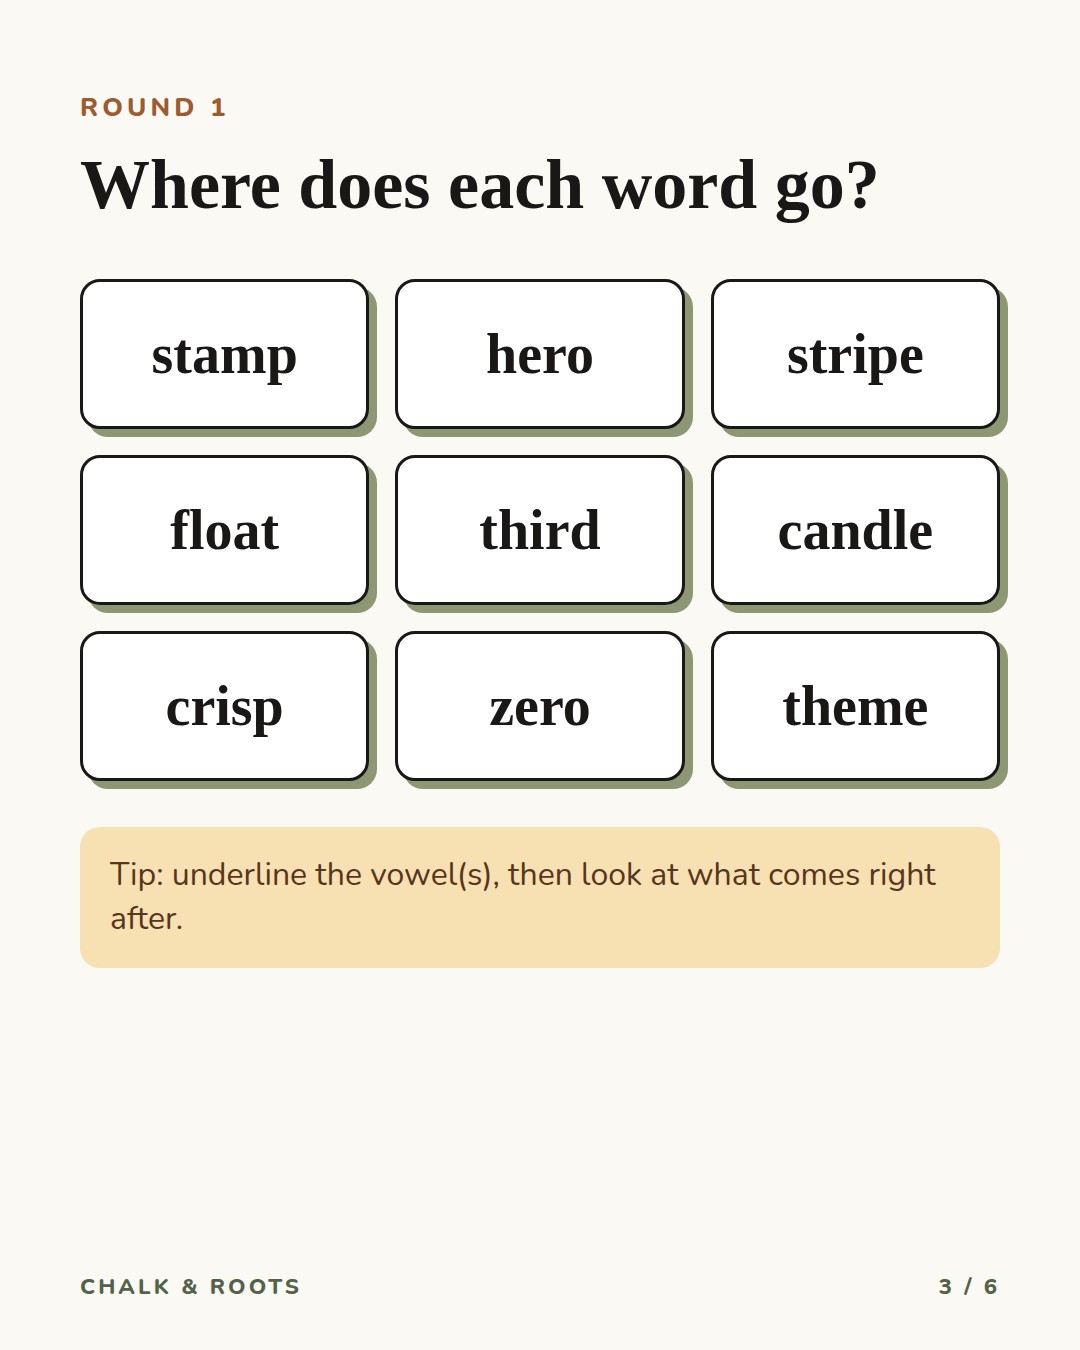 ROUND 1
Where does each word go?
stamp
hero
stripe
float
third
candle
crisp
zero
theme
Tip: underline the vowel(s), then look at what comes right
after.
CHALK & ROOTS
3 / 6